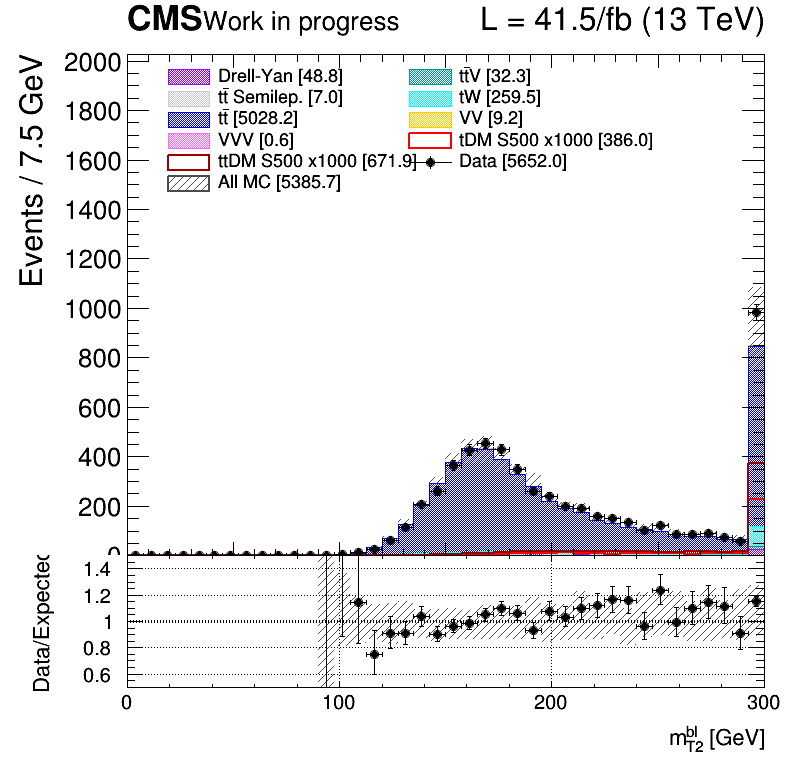 CMS Work in progress L = 41.5/fb (13 TeV)
Events / 7.5 GeV
2000
1800
1600
1400
1200
1000
800
600
400
200
0
Drell-Yan [48.8]
tt̄ Semilep. [7.0]
tt̄ [5028.2]
VVV [0.6]
ttDM S500 x1000 [671.9]
All MC [5385.7]
tt̄V [32.3]
tW [259.5]
VV [9.2]
tDM S500 x1000 [386.0]
Data [5652.0]
Data/Expected
1.4
1.2
1
0.8
0.6
0 100 200 300
m_{T2}^{bl} [GeV]